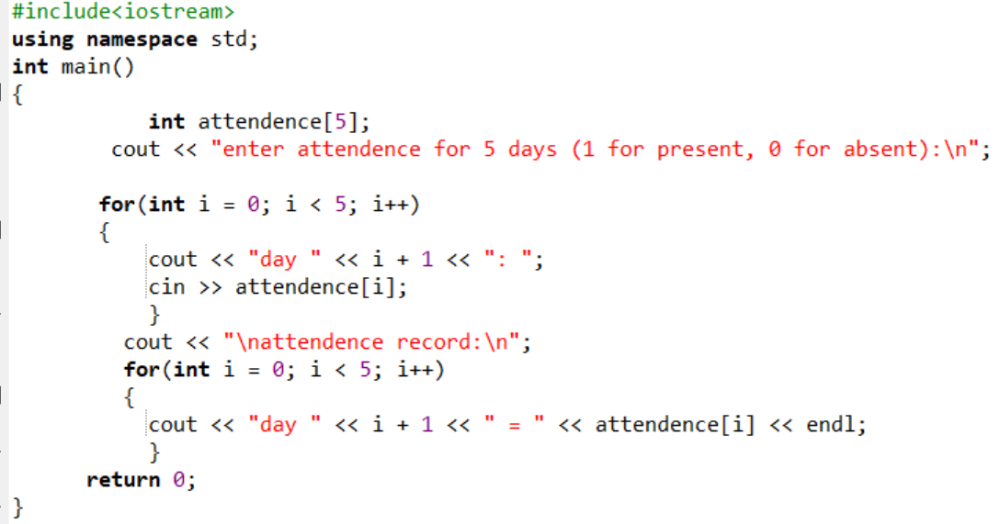 #include<iostream>
using namespace std;
int main()
{
int attendence[5];
cout << "enter attendence for 5 days (1 for present, 0 for absent):\n";
for(int i = 0; i < 5; i++)
{
cout << "day " << i + 1 << ": ";
cin >> attendence[i];
}
cout << "\nattendence record:\n";
for(int i = 0; i < 5; i++)
{
cout << "day " << i + 1 << " = " << attendence[i] << endl;
}
return 0;
}